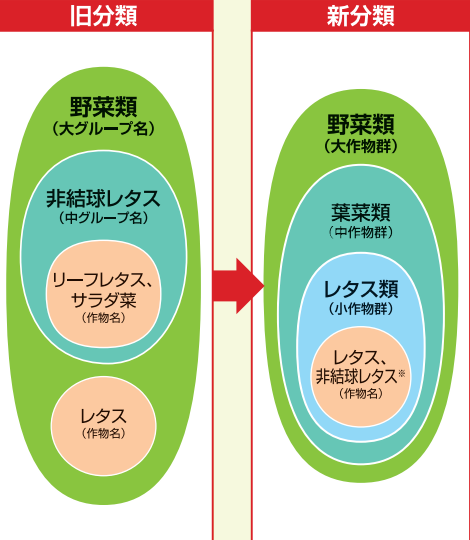 旧分類
野菜類
（大グループ名）
非結球レタス
（中グループ名）
リーフレタス、
サラダ菜
（作物名）
レタス
（作物名）
新分類
野菜類
（大作物群）
葉菜類
（中作物群）
レタス類
（小作物群）
レタス、
非結球レタス※
（作物名）